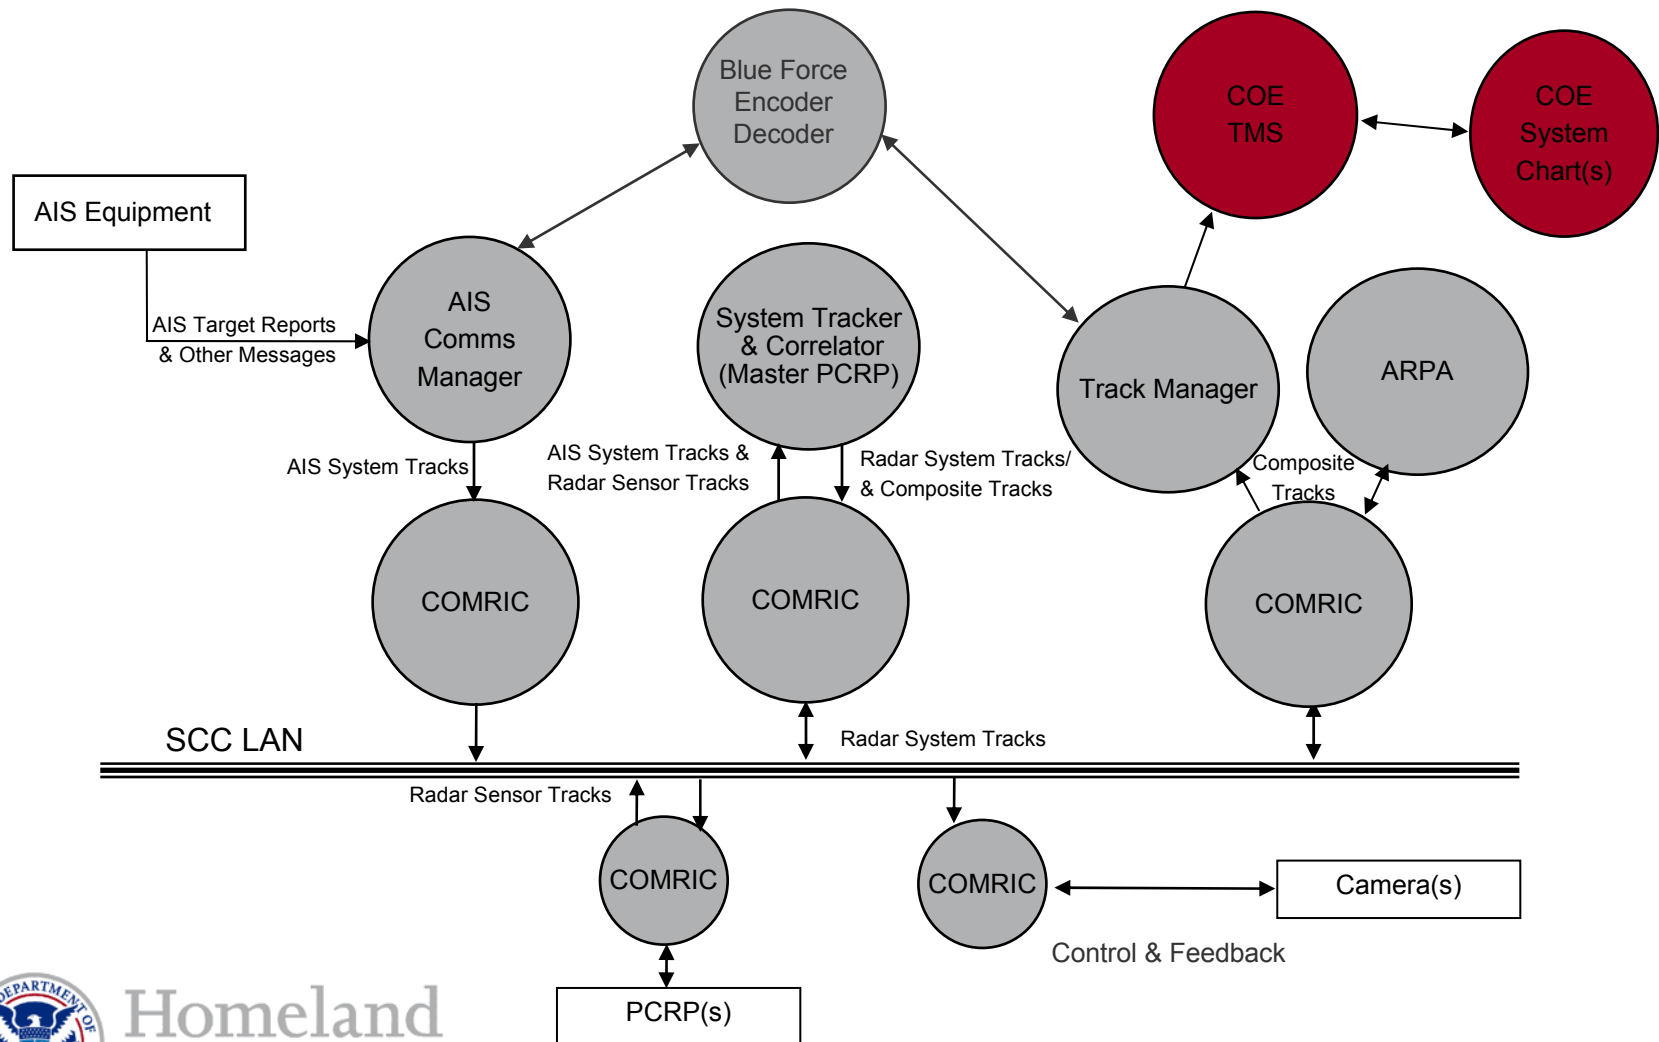 Blue Force
Encoder
Decoder
COE
TMS
COE
System
Chart(s)
AIS Equipment
AIS Target Reports
& Other Messages
AIS
Comms
Manager
System Tracker
& Correlator
(Master PCRP)
Track Manager
ARPA
AIS System Tracks
AIS System Tracks &
Radar Sensor Tracks
Radar System Tracks/
& Composite Tracks
Composite
Tracks
COMRIC
COMRIC
COMRIC
SCC LAN
Radar System Tracks
Radar Sensor Tracks
COMRIC
COMRIC
Camera(s)
Control & Feedback
PCRP(s)
DEPARTMENT OF
Homeland